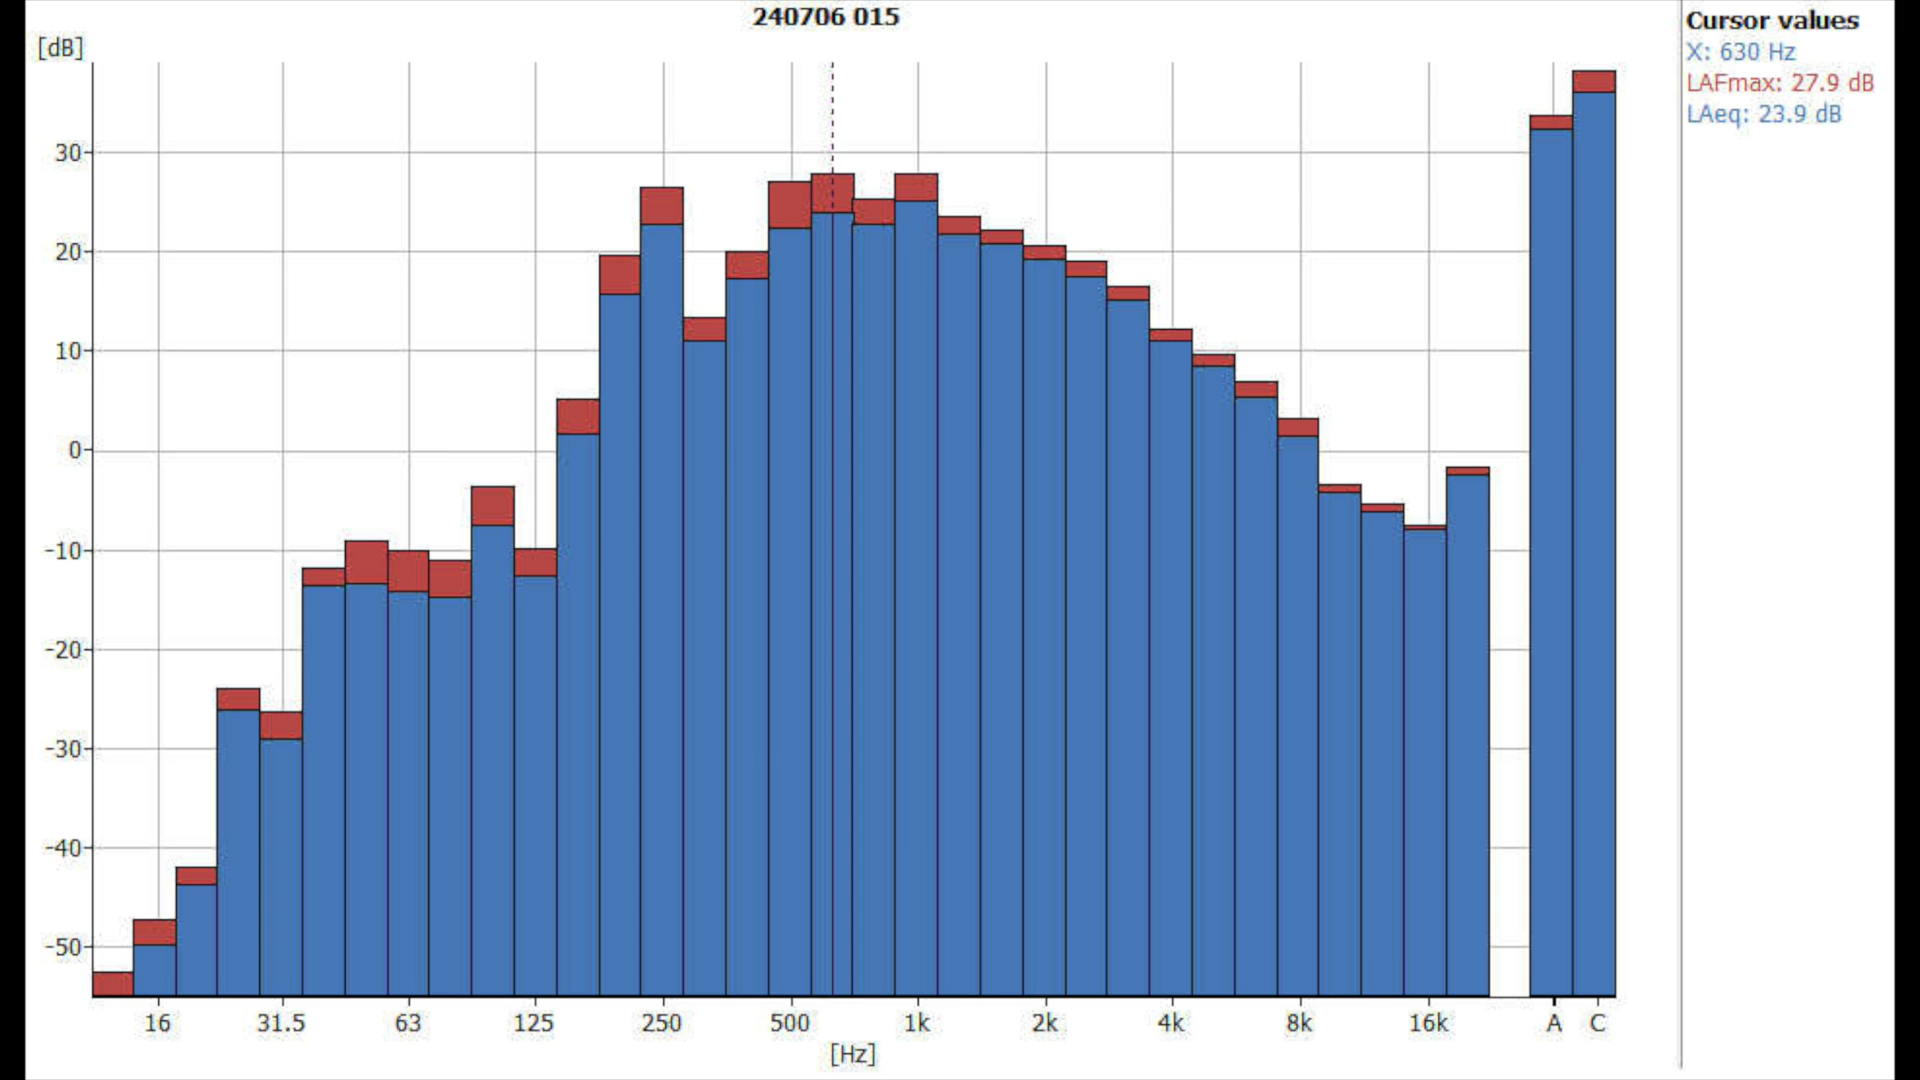 240706 015
[dB]
30
20
10
0
-10
-20
-30
-40
-50
16 31.5 63 125 250 500 1k 2k 4k 8k 16k A C
[Hz]
Cursor values
X: 630 Hz
LAFmax: 27.9 dB
LAeq: 23.9 dB